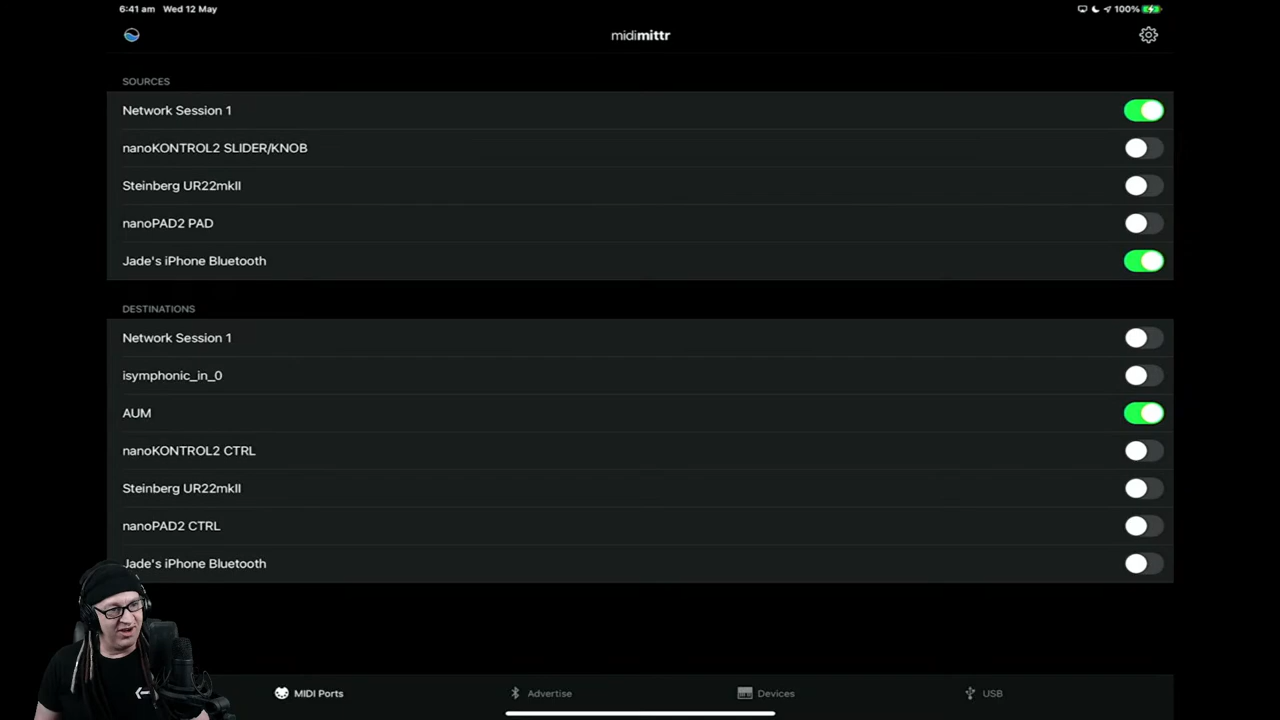 6:41 am Wed 12 May
100%
midimittr
SOURCES
Network Session 1
nanoKONTROL2 SLIDER/KNOB
Steinberg UR22mkII
nanoPAD2 PAD
Jade's iPhone Bluetooth
DESTINATIONS
Network Session 1
isymphonic_in_0
AUM
nanoKONTROL2 CTRL
Steinberg UR22mkII
nanoPAD2 CTRL
Jade's iPhone Bluetooth
MIDI Ports
Advertise
Devices
USB